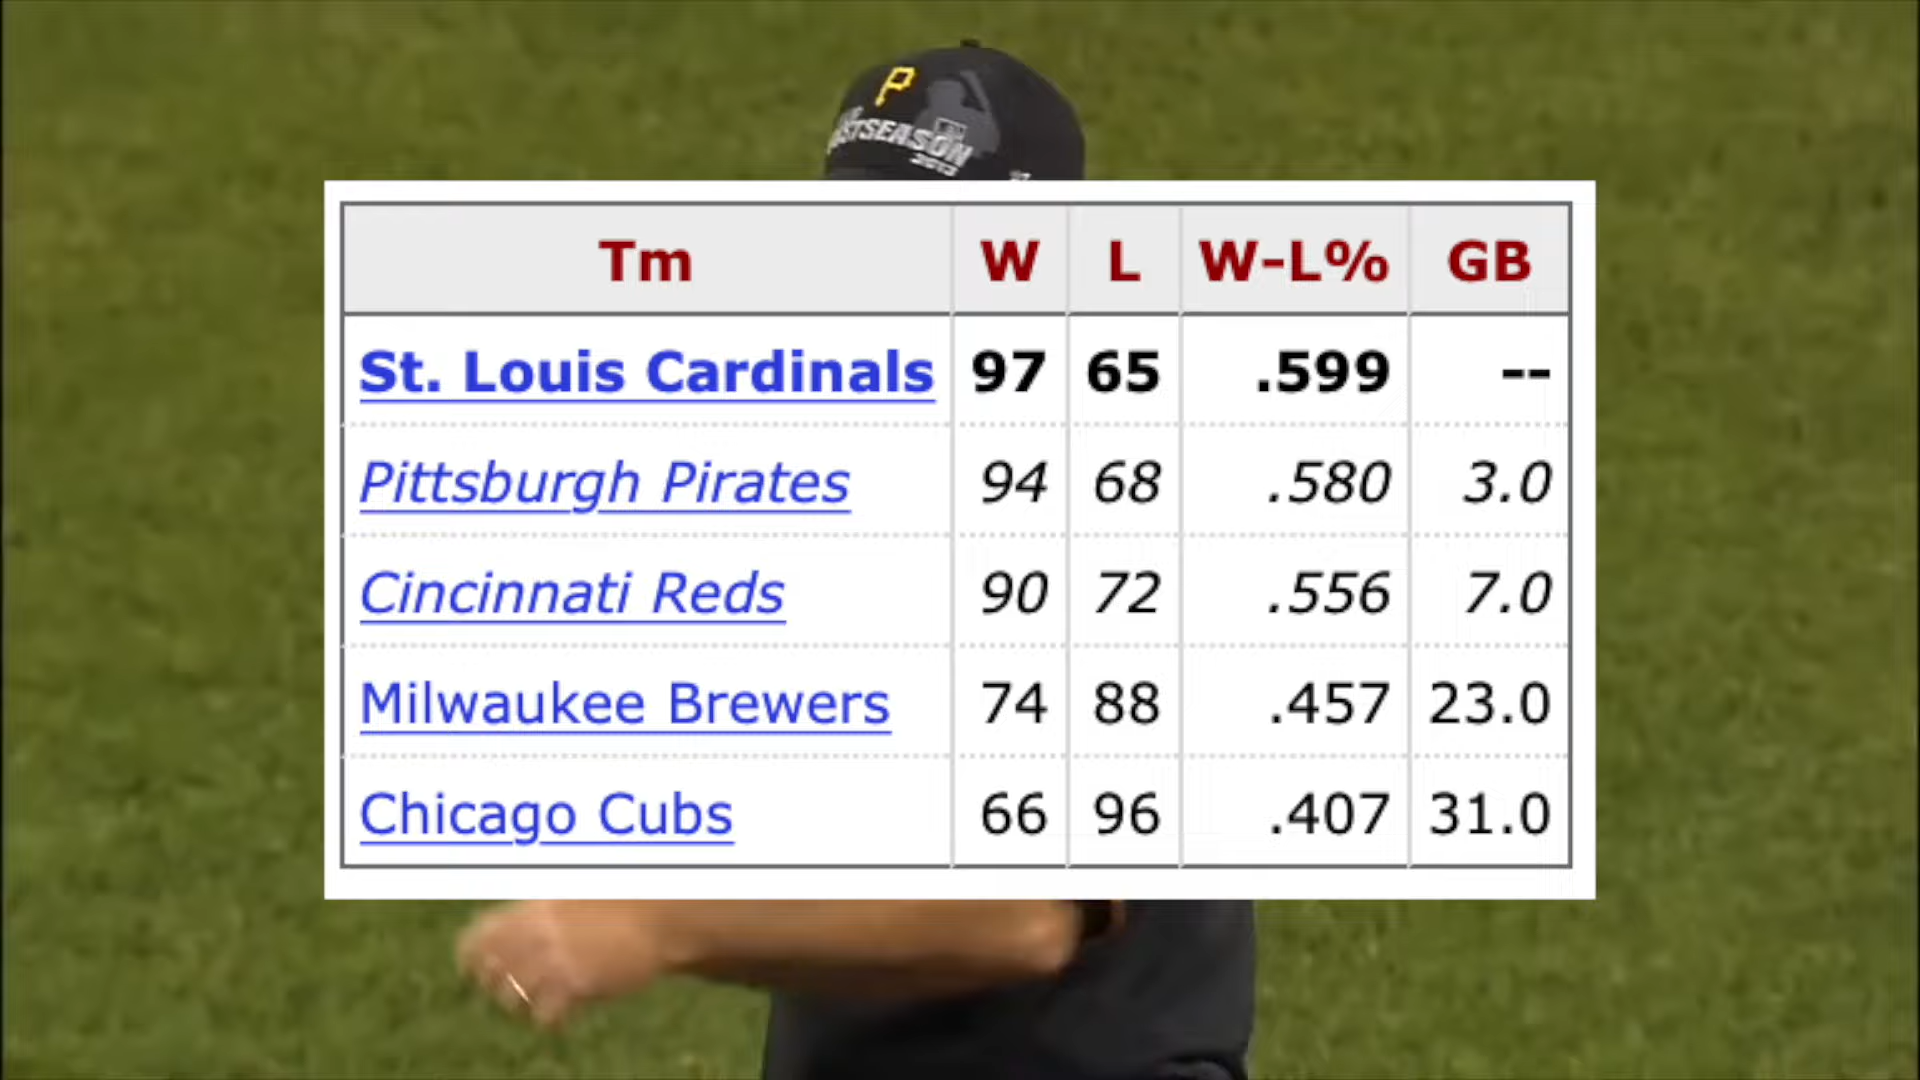 P
POSTSEASON
2013
Tm W L W-L% GB
St. Louis Cardinals 97 65 .599 --
Pittsburgh Pirates 94 68 .580 3.0
Cincinnati Reds 90 72 .556 7.0
Milwaukee Brewers 74 88 .457 23.0
Chicago Cubs 66 96 .407 31.0